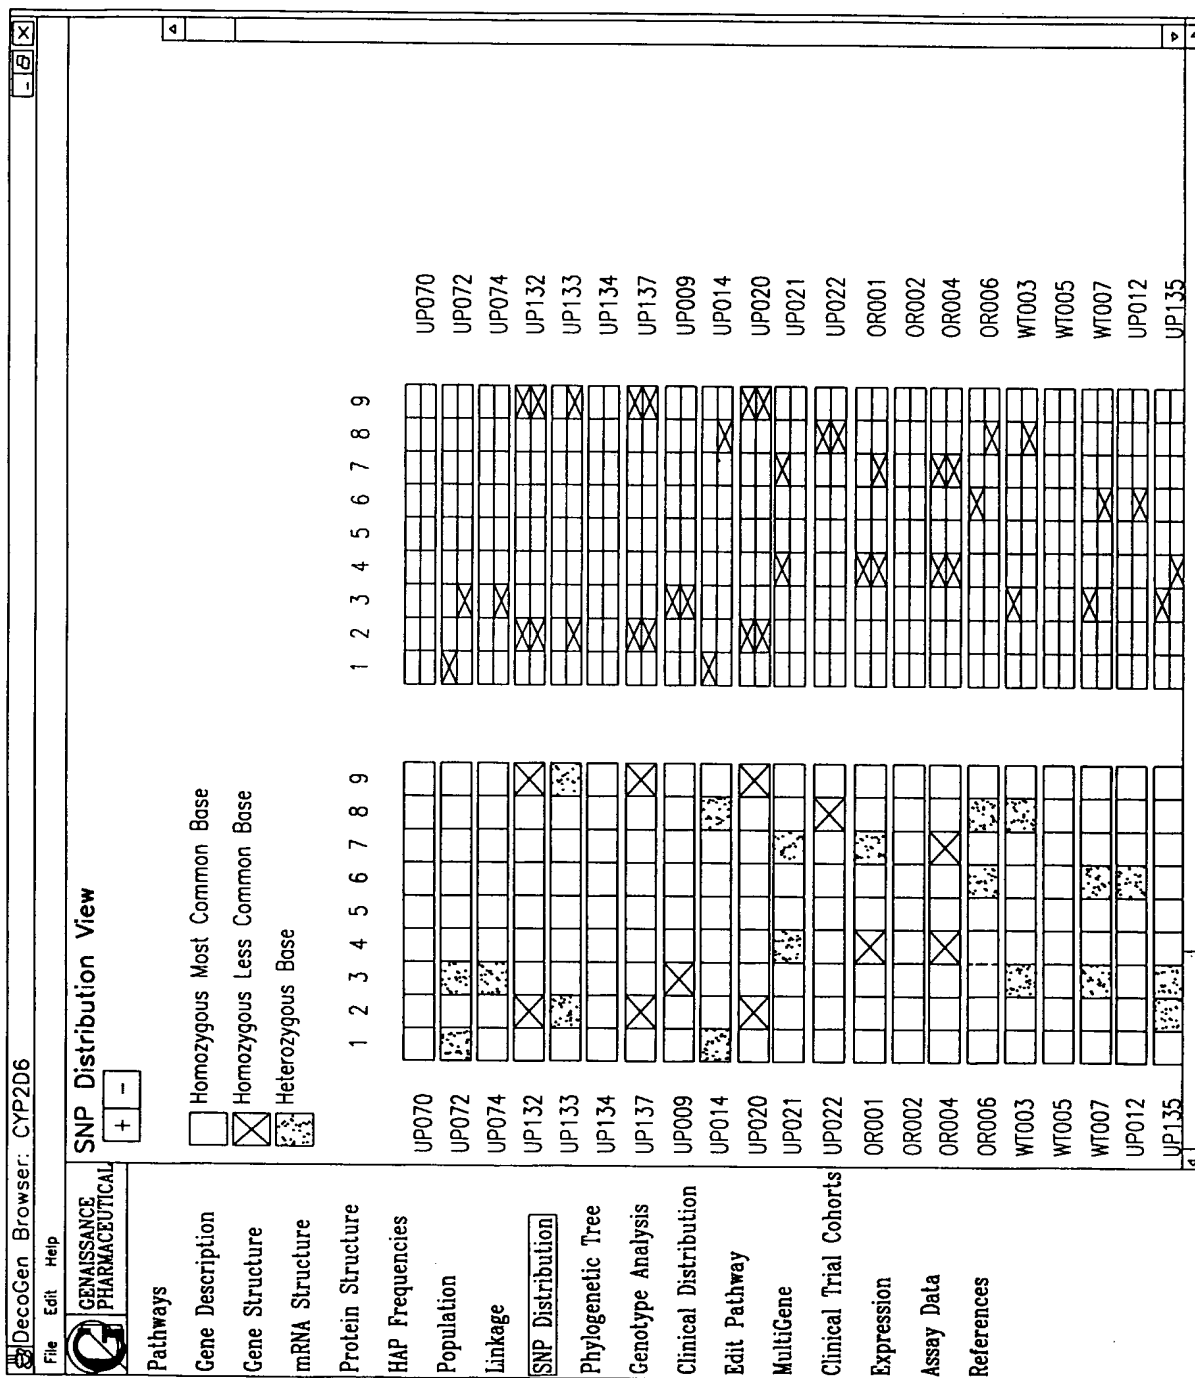 DecoGen Browser: CYP2D6
File Edit Help
GENAISSANCE
PHARMACEUTICAL
SNP Distribution View
+ -
Pathways
Gene Description
Gene Structure
mRNA Structure
Protein Structure
HAP Frequencies
Population
Linkage
SNP Distribution
Phylogenetic Tree
Genotype Analysis
Clinical Distribution
Edit Pathway
MultiGene
Clinical Trial Cohorts
Expression
Assay Data
References
Homozygous Most Common Base
Homozygous Less Common Base
Heterozygous Base
1 2 3 4 5 6 7 8 9 1 2 3 4 5 6 7 8 9
UP070 UP070
UP072 UP072
UP074 UP074
UP132 UP132
UP133 UP133
UP134 UP134
UP137 UP137
UP009 UP009
UP014 UP014
UP020 UP020
UP021 UP021
UP022 UP022
OR001 OR001
OR002 OR002
OR004 OR004
OR006 OR006
WT003 WT003
WT005 WT005
WT007 WT007
UP012 UP012
UP135 UP135